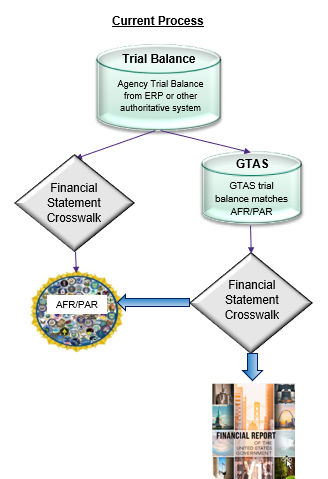 Current Process
Trial Balance
Agency Trial Balance
from ERP or other
authoritative system
GTAS
GTAS trial
balance matches
AFR/PAR
Financial
Statement
Crosswalk
Financial
Statement
Crosswalk
AFR/PAR
FINANCIAL REPORT
OF THE
UNITED STATES
GOVERNMENT